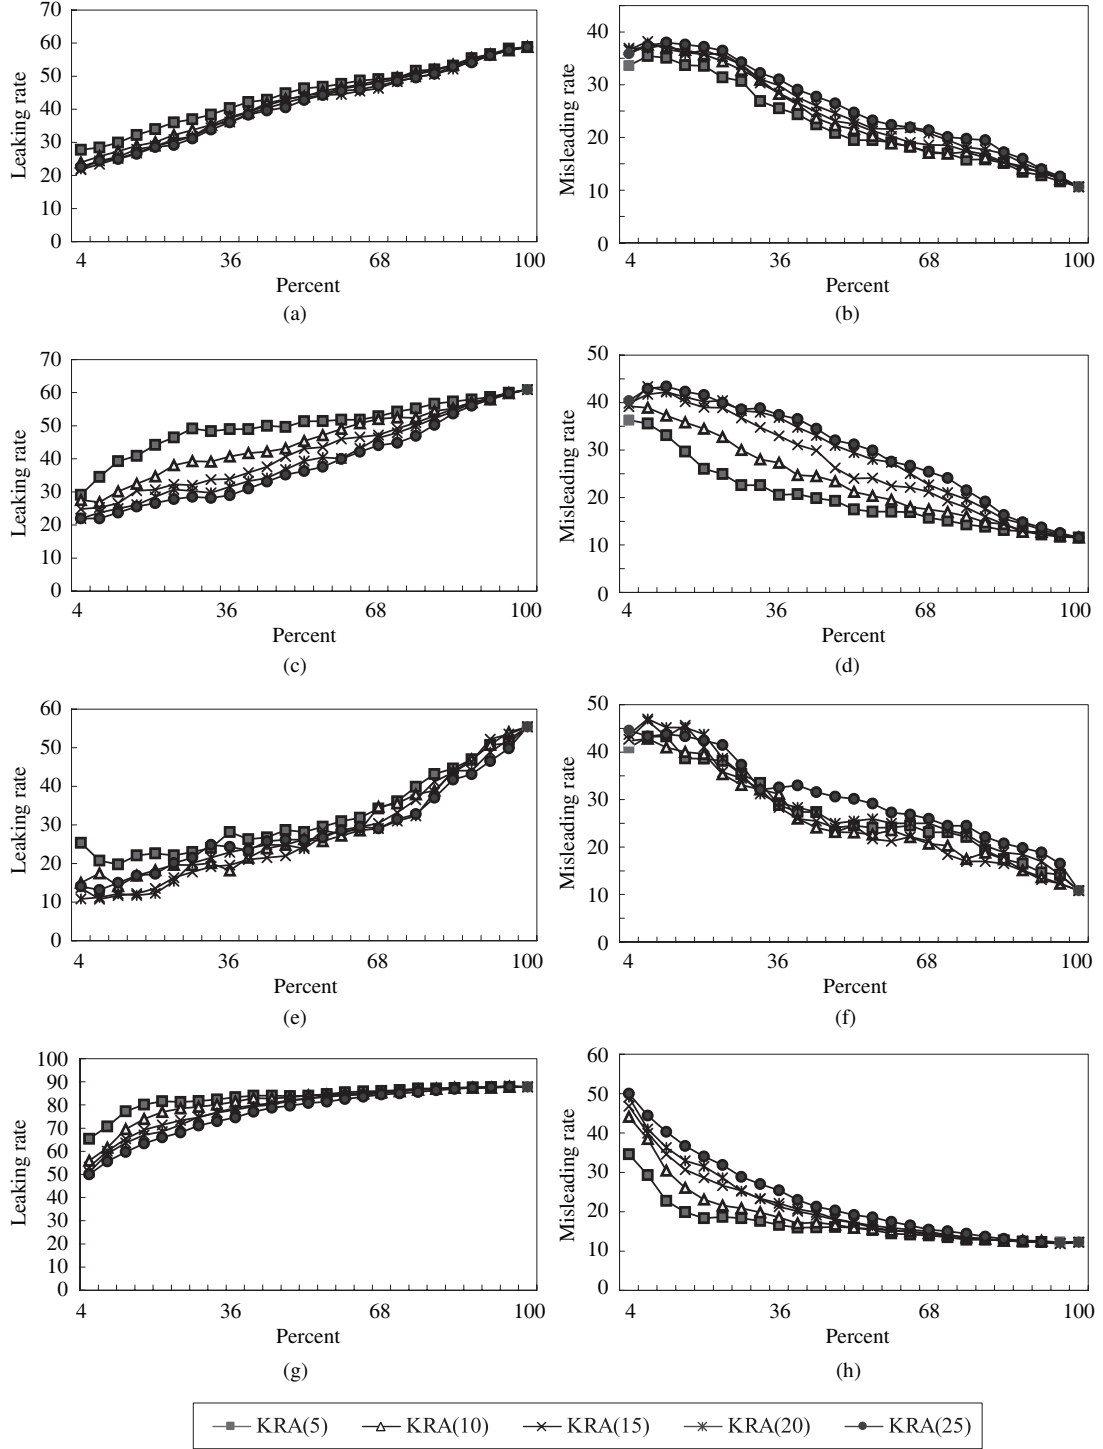 70
60
50
40
30
20
10
0
Leaking rate
4 36 68 100
Percent
(a)
40
30
20
10
0
Misleading rate
4 36 68 100
Percent
(b)
70
60
50
40
30
20
10
0
Leaking rate
4 36 68 100
Percent
(c)
50
40
30
20
10
0
Misleading rate
4 36 68 100
Percent
(d)
60
50
40
30
20
10
0
Leaking rate
4 36 68 100
Percent
(e)
50
40
30
20
10
0
Misleading rate
4 36 68 100
Percent
(f)
100
90
80
70
60
50
40
30
20
10
0
Leaking rate
4 36 68 100
Percent
(g)
60
50
40
30
20
10
0
Misleading rate
4 36 68 100
Percent
(h)
KRA(5) KRA(10) KRA(15) KRA(20) KRA(25)